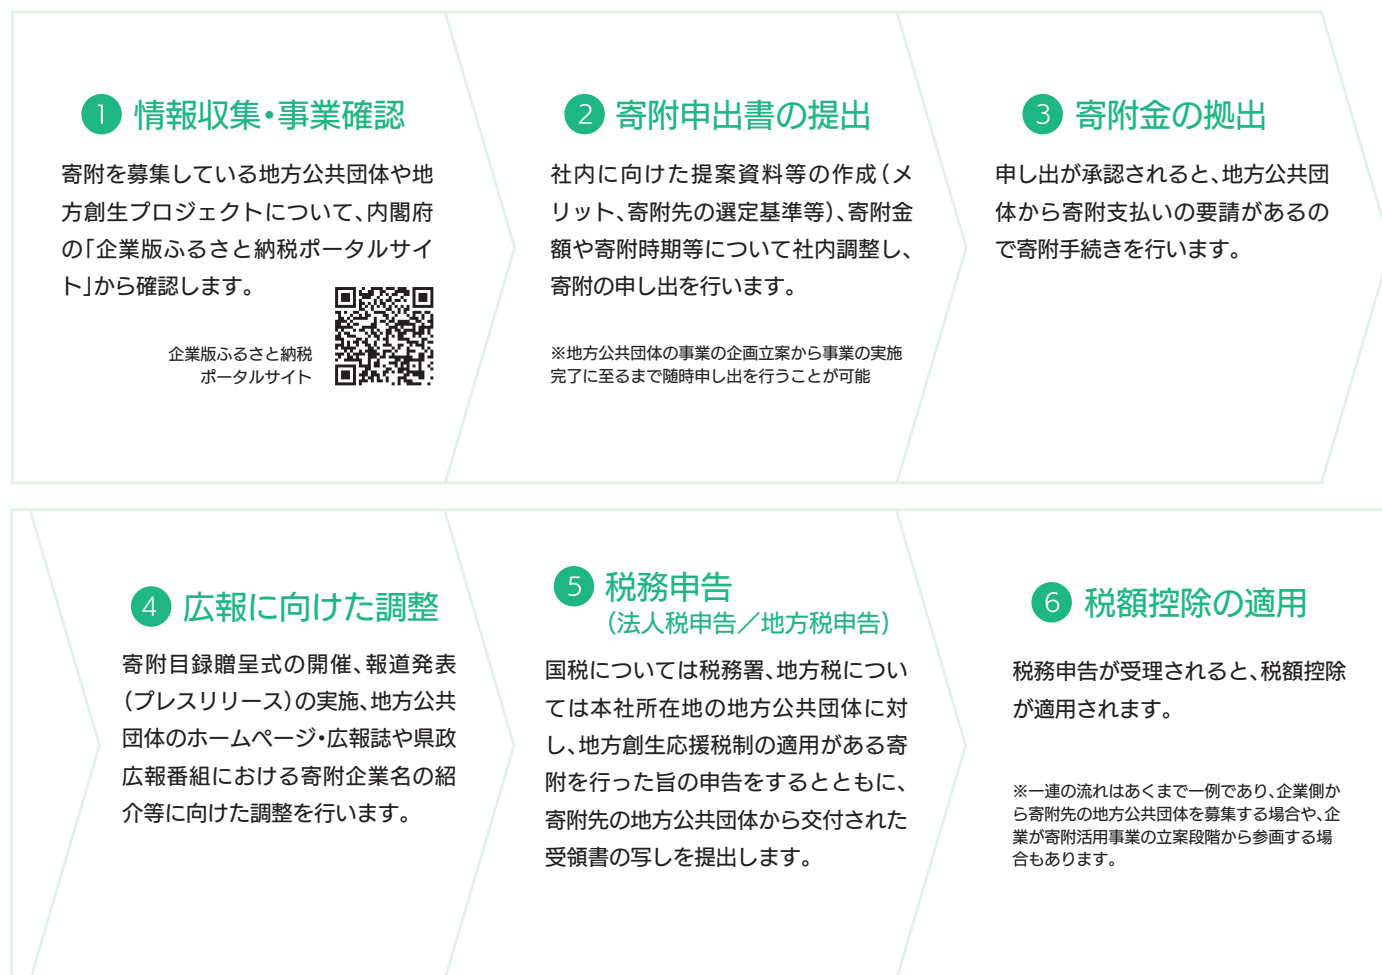 1 情報収集・事業確認
寄附を募集している地方公共団体や地
方創生プロジェクトについて、内閣府
の「企業版ふるさと納税ポータルサイ
ト」から確認します。
企業版ふるさと納税
ポータルサイト
2 寄附申出書の提出
社内に向けた提案資料等の作成（メ
リット、寄附先の選定基準等）、寄附金
額や寄附時期等について社内調整し、
寄附の申し出を行います。
※地方公共団体の事業の企画立案から事業の実施
完了に至るまで随時申し出を行うことが可能
3 寄附金の拠出
申し出が承認されると、地方公共団
体から寄附支払いの要請があるの
で寄附手続きを行います。
4 広報に向けた調整
寄附目録贈呈式の開催、報道発表
（プレスリリース）の実施、地方公共
団体のホームページ・広報誌や県政
広報番組における寄附企業名の紹
介等に向けた調整を行います。
5 税務申告
（法人税申告／地方税申告）
国税については税務署、地方税につい
ては本社所在地の地方公共団体に対
し、地方創生応援税制の適用がある寄
附を行った旨の申告をするとともに、
寄附先の地方公共団体から交付された
受領書の写しを提出します。
6 税額控除の適用
税務申告が受理されると、税額控除
が適用されます。
※一連の流れはあくまで一例であり、企業側か
ら寄附先の地方公共団体を募集する場合や、企
業が寄附活用事業の立案段階から参画する場
合もあります。